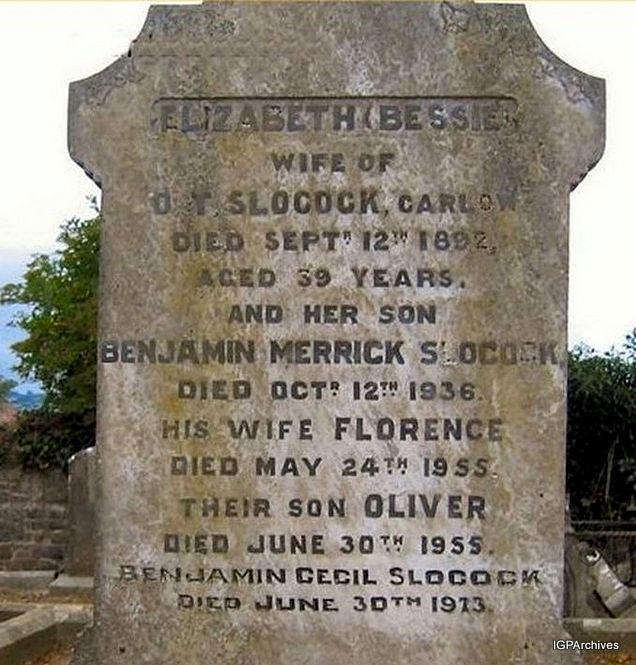 ELIZABETH (BESSIE)
WIFE OF
O. T. SLOCOCK, CARLOW
DIED SEPTR 12TH 1892,
AGED 39 YEARS.
AND HER SON
BENJAMIN MERRICK SLOCOCK
DIED OCTR 12TH 1936.
HIS WIFE FLORENCE
DIED MAY 24TH 1955.
THEIR SON OLIVER
DIED JUNE 30TH 1955.
BENJAMIN CECIL SLOCOCK
DIED JUNE 30TH 1973.
IGPArchives